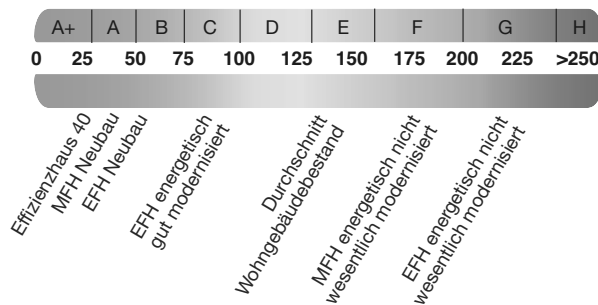 A+ A B C D E F G H
0 25 50 75 100 125 150 175 200 225 >250
Effizienzhaus 40
MFH Neubau
EFH Neubau
EFH energetisch
gut modernisiert
Durchschnitt
Wohngebäudebestand
MFH energetisch nicht
wesentlich modernisiert
EFH energetisch nicht
wesentlich modernisiert